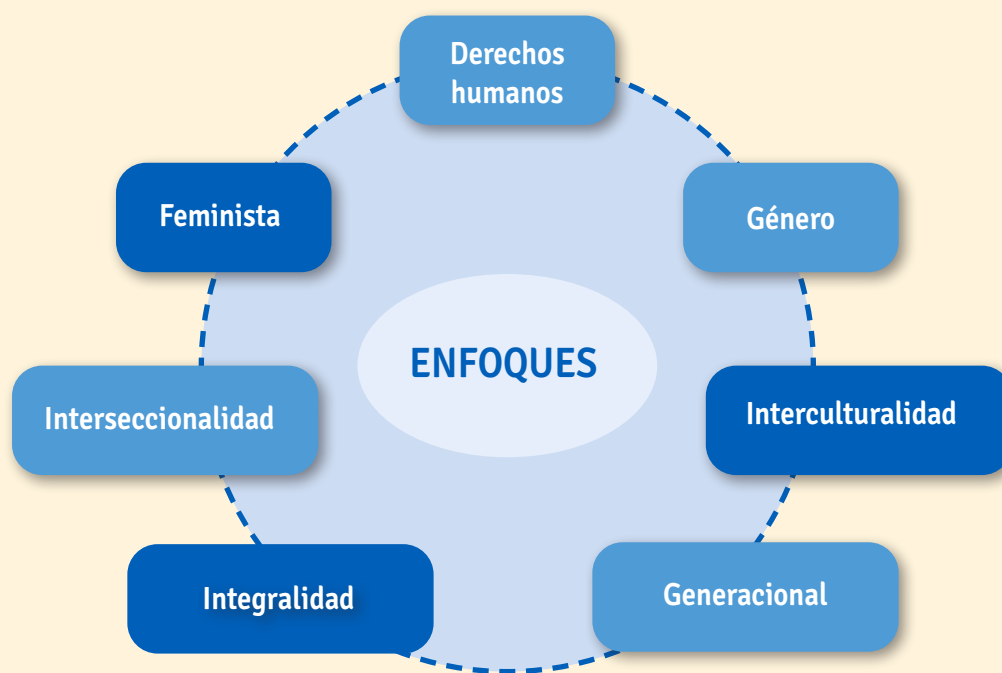 Derechos
humanos
Feminista
Género
ENFOQUES
Interseccionalidad
Interculturalidad
Integralidad
Generacional